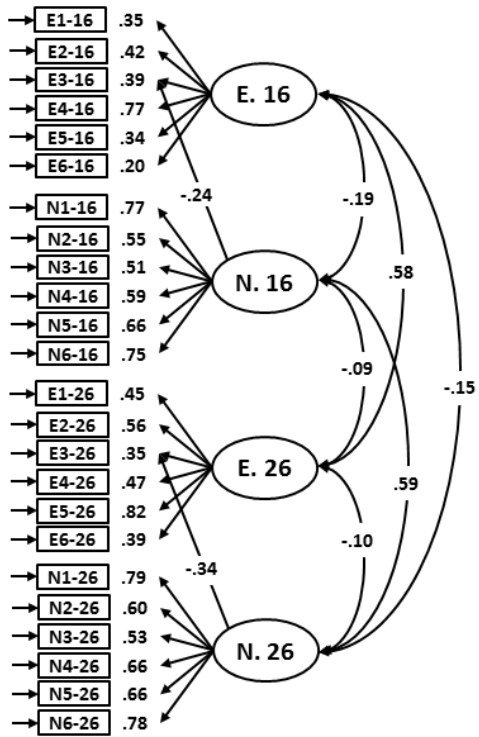 E1-16 .35
E2-16 .42
E3-16 .39
E4-16 .77
E5-16 .34
E6-16 .20
E. 16
-.24
-.19
N1-16 .77
N2-16 .55
N3-16 .51
N4-16 .59
N5-16 .66
N6-16 .75
N. 16
.58
-.09
-.15
E1-26 .45
E2-26 .56
E3-26 .35
E4-26 .47
E5-26 .82
E6-26 .39
E. 26
.59
-.10
-.34
N1-26 .79
N2-26 .60
N3-26 .53
N4-26 .66
N5-26 .66
N6-26 .78
N. 26